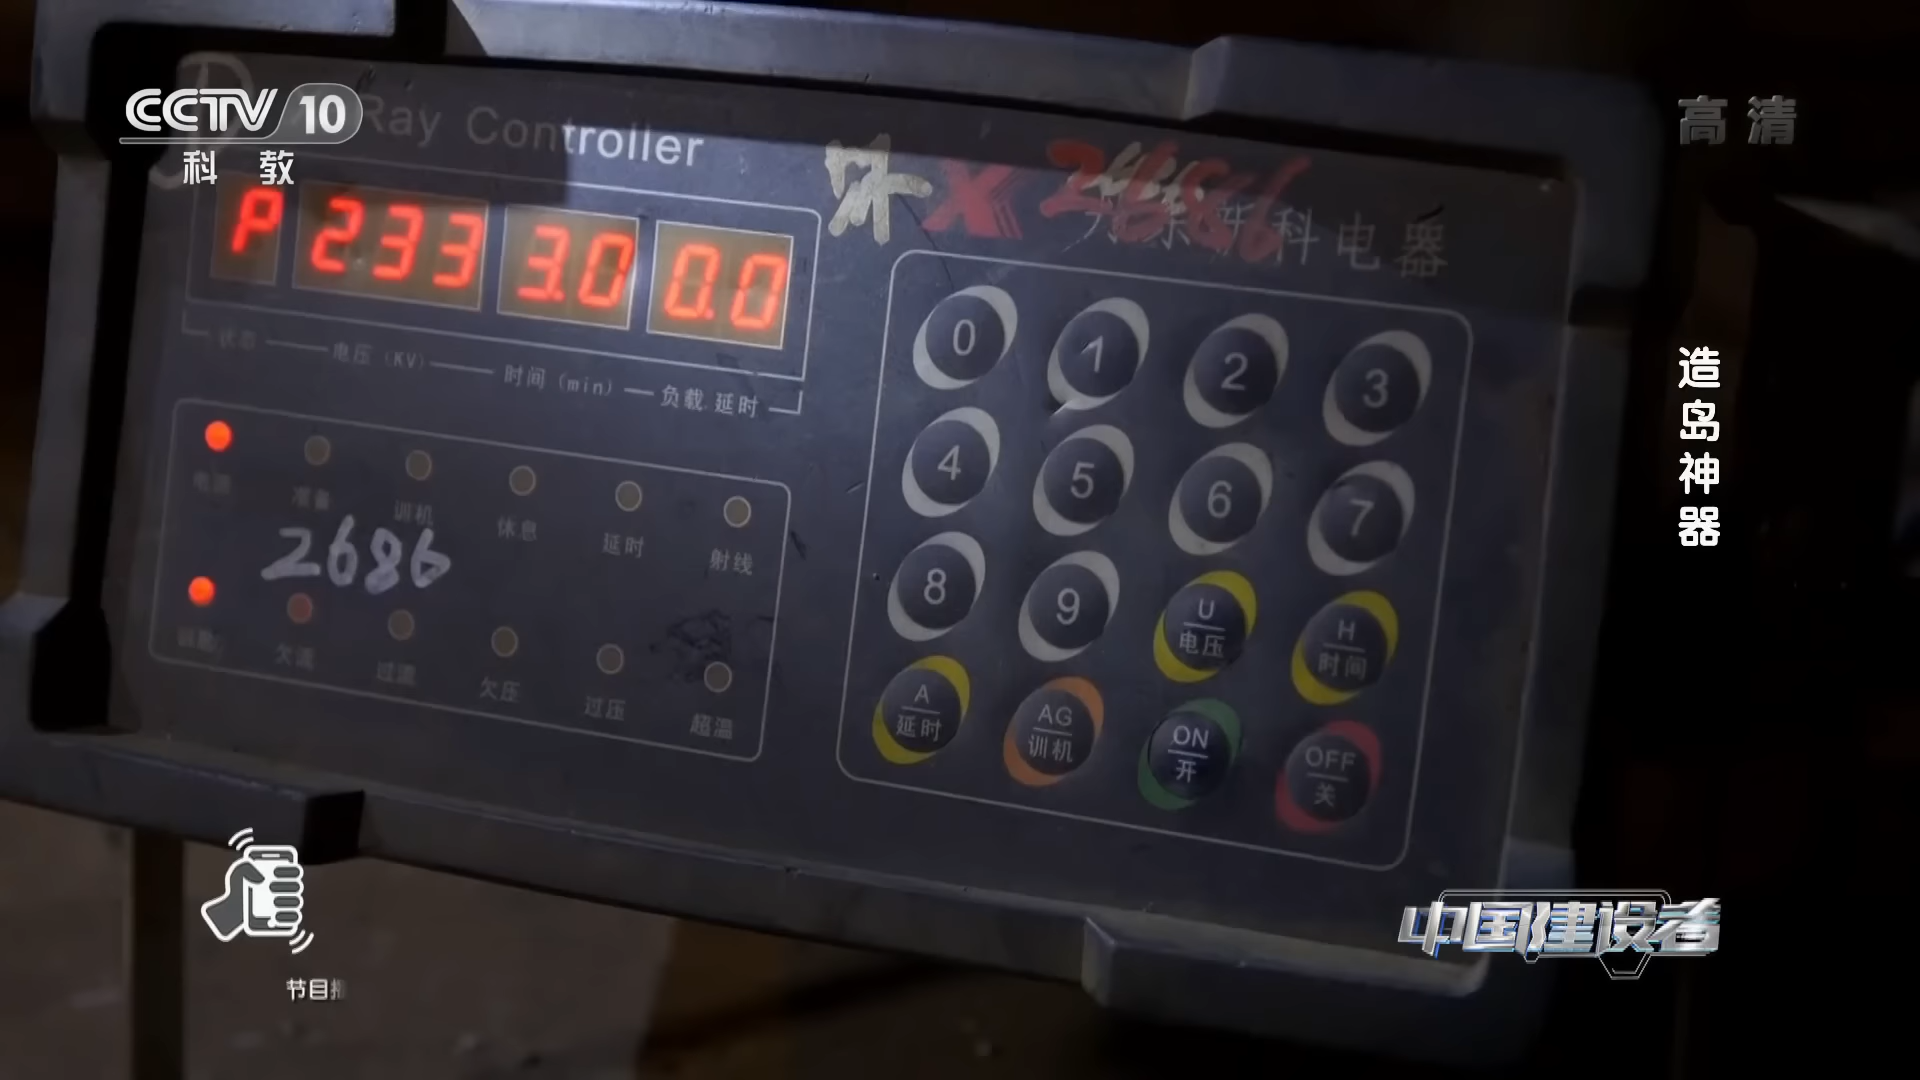 CCTV 10
科 教
高 清
Ray Controller
2686
科电器
P 233 3.0 0.0
状态 电压（KV） 时间（min） 负载.延时
电源 准备 训机 休息 延时 射线
2686
欠流 过流 欠压 过压 超温
0 1 2 3
4 5 6 7
8 9 U 电压 H 时间
A 延时 AG 训机 ON 开 OFF 关
造岛神器
中国建设者
节目